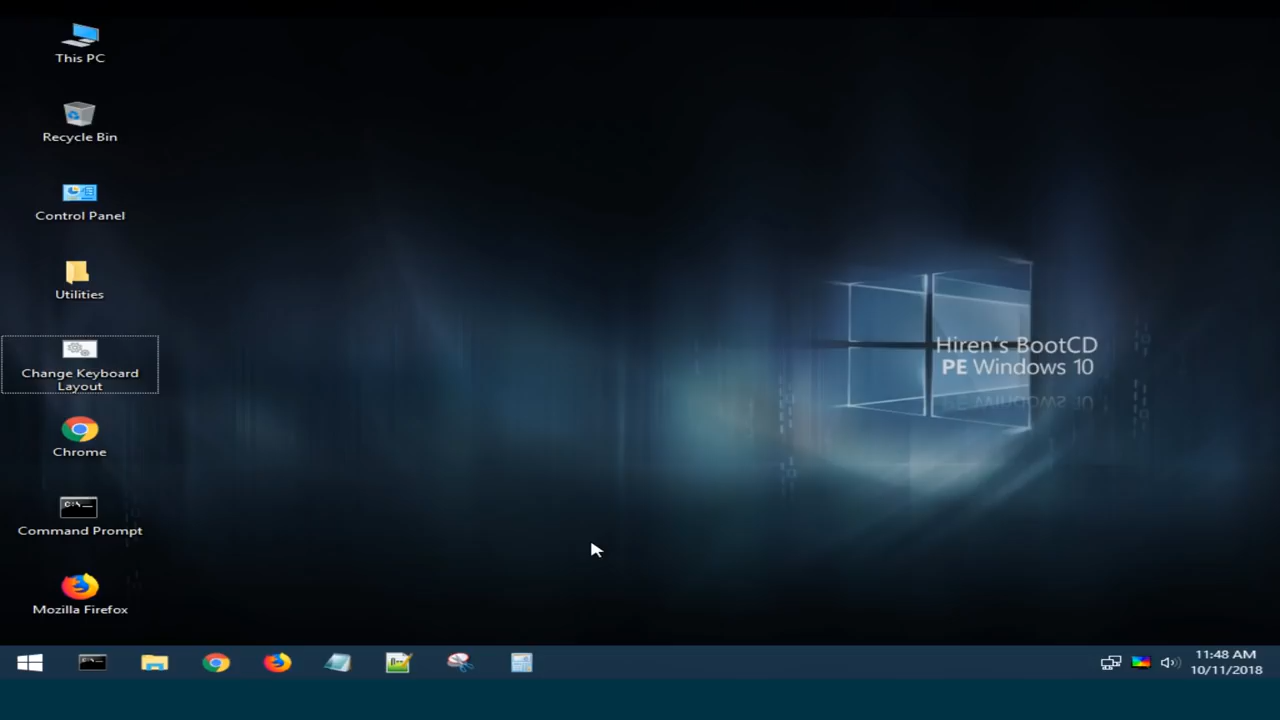 This PC
Recycle Bin
Control Panel
Utilities
Change Keyboard
Layout
Chrome
C:\_
Command Prompt
Mozilla Firefox
Hiren's BootCD
PE Windows 10
11:48 AM
10/11/2018